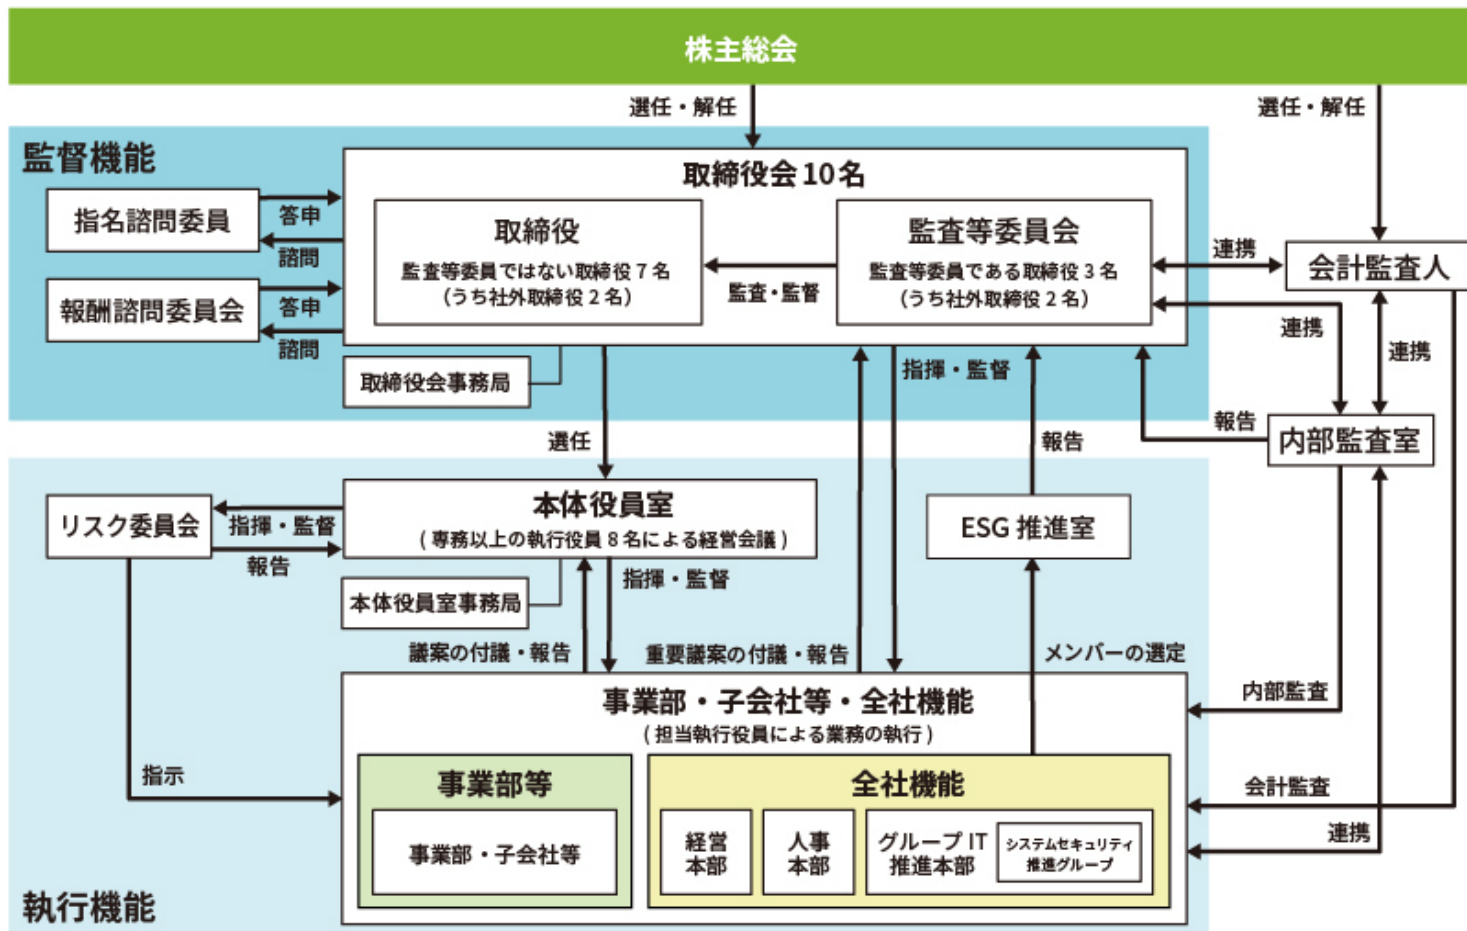 株主総会
選任・解任
選任・解任
監督機能
取締役会10名
指名諮問委員
答申
諮問
報酬諮問委員会
答申
諮問
取締役
監査等委員ではない取締役7名
(うち社外取締役2名)
監査・監督
監査等委員会
監査等委員である取締役3名
(うち社外取締役2名)
連携
会計監査人
連携
連携
取締役会事務局
指揮・監督
選任
報告
報告
内部監査室
リスク委員会
指揮・監督
報告
本体役員室
(専務以上の執行役員8名による経営会議)
ESG推進室
本体役員室事務局
指揮・監督
議案の付議・報告
重要議案の付議・報告
メンバーの選定
事業部・子会社等・全社機能
(担当執行役員による業務の執行)
内部監査
指示
事業部等
事業部・子会社等
全社機能
経営
本部
人事
本部
グループIT
推進本部
システムセキュリティ
推進グループ
会計監査
連携
執行機能